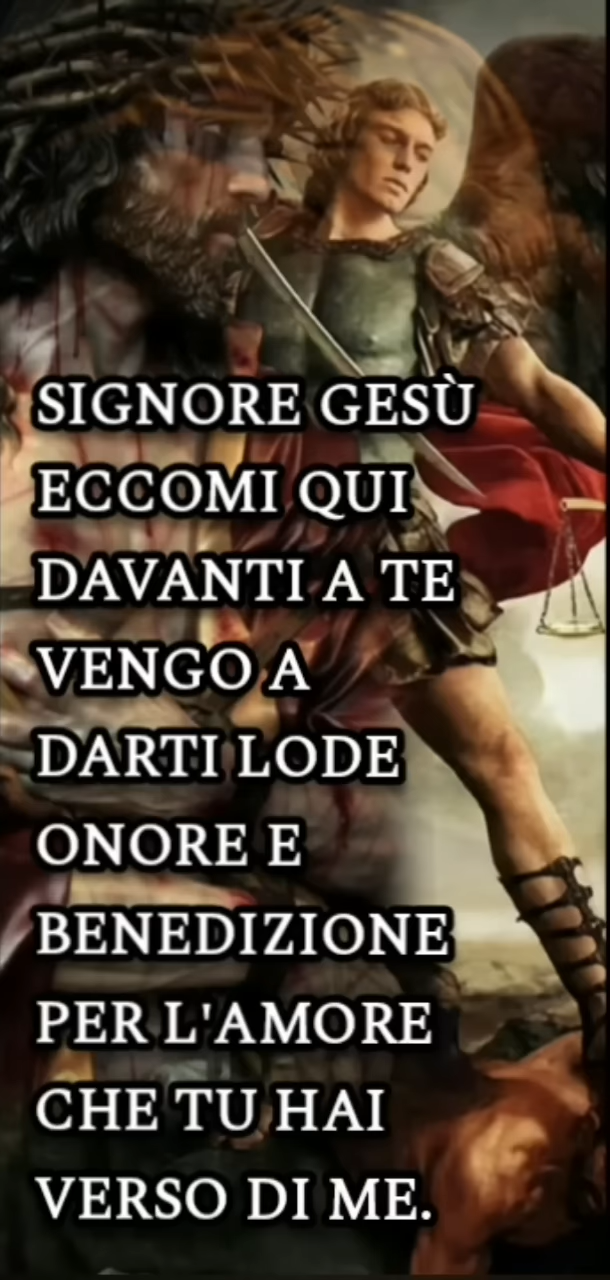 SIGNORE GESÙ
ECCOMI QUI
DAVANTI A TE
VENGO A
DARTI LODE
ONORE E
BENEDIZIONE
PER L'AMORE
CHE TU HAI
VERSO DI ME.